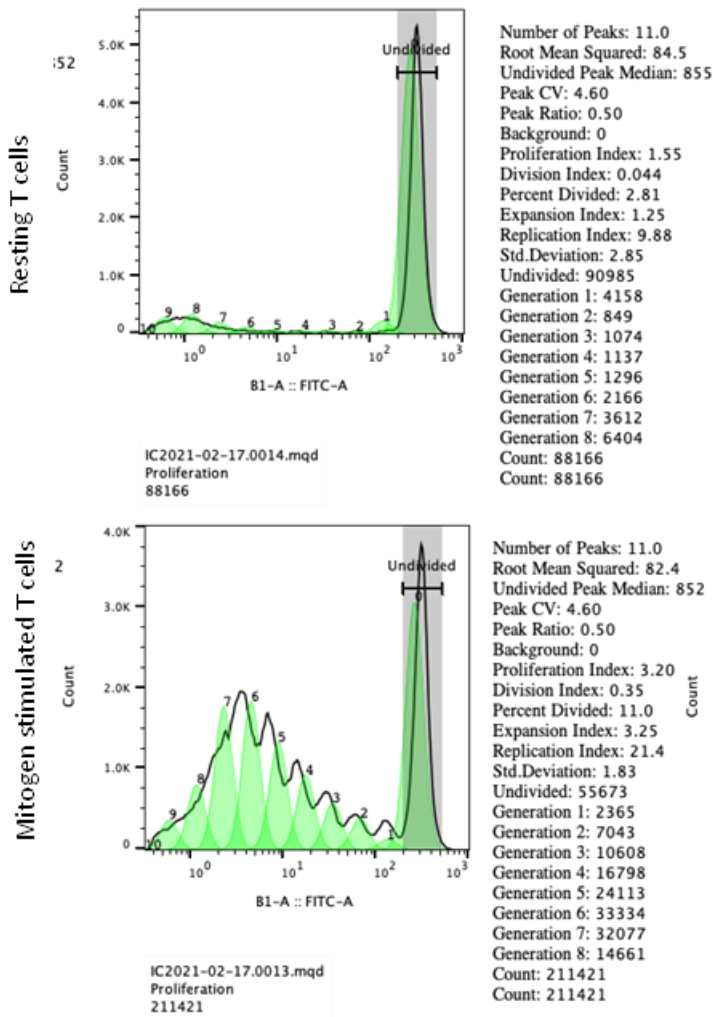 Resting T cells
52
Count
5.0K
4.0K
3.0K
2.0K
1.0K
0
Undivided
0
10
9
8
7
6
5
4
3
2
1
10^0
10^1
10^2
10^3
B1-A :: FITC-A
IC2021-02-17.0014.mqd
Proliferation
88166
Number of Peaks: 11.0
Root Mean Squared: 84.5
Undivided Peak Median: 855
Peak CV: 4.60
Peak Ratio: 0.50
Background: 0
Proliferation Index: 1.55
Division Index: 0.044
Percent Divided: 2.81
Expansion Index: 1.25
Replication Index: 9.88
Std.Deviation: 2.85
Undivided: 90985
Generation 1: 4158
Generation 2: 849
Generation 3: 1074
Generation 4: 1137
Generation 5: 1296
Generation 6: 2166
Generation 7: 3612
Generation 8: 6404
Count: 88166
Count: 88166
Mitogen stimulated T cells
2
Count
4.0K
3.0K
2.0K
1.0K
0
Undivided
0
10
9
8
7
6
5
4
3
2
1
10^0
10^1
10^2
10^3
B1-A :: FITC-A
IC2021-02-17.0013.mqd
Proliferation
211421
Number of Peaks: 11.0
Root Mean Squared: 82.4
Undivided Peak Median: 852
Peak CV: 4.60
Peak Ratio: 0.50
Background: 0
Proliferation Index: 3.20
Division Index: 0.35
Percent Divided: 11.0
Expansion Index: 3.25
Replication Index: 21.4
Std.Deviation: 1.83
Undivided: 55673
Generation 1: 2365
Generation 2: 7043
Generation 3: 10608
Generation 4: 16798
Generation 5: 24113
Generation 6: 33334
Generation 7: 32077
Generation 8: 14661
Count: 211421
Count: 211421
Count